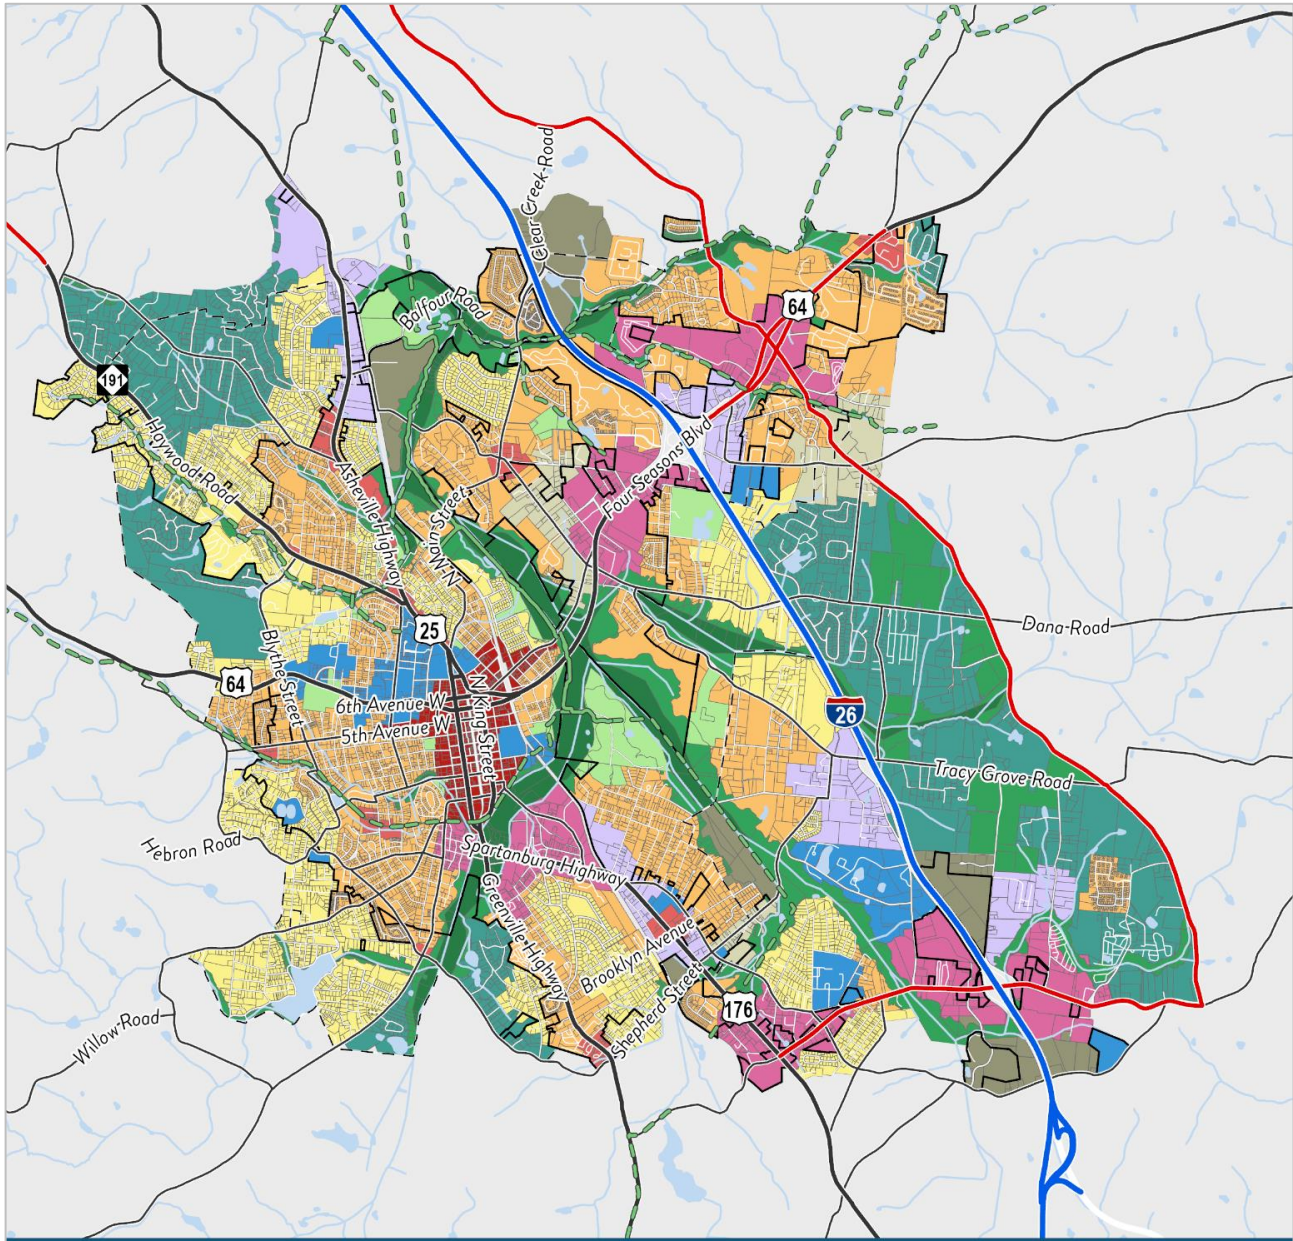 Clear Creek Road
64
Balfour Road
191
Haywood Road
Asheville Highway
N Main Street
Four Seasons Blvd
25
Dana Road
Blythe Street
64
6th Avenue W
5th Avenue W
N King Street
26
Tracy Grove Road
Hebron Road
Spartanburg Highway
Greenville Highway
Brooklyn Avenue
Shepherd Street
176
Willow Road